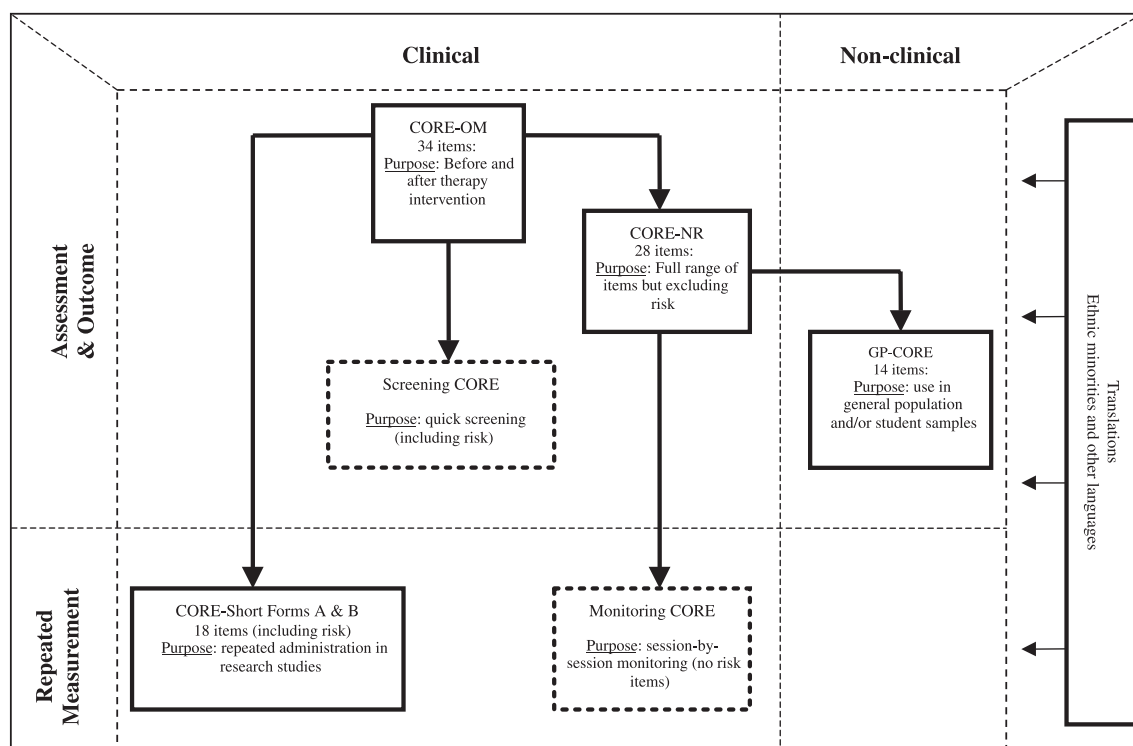 Clinical
Non-clinical
Assessment
& Outcome
CORE-OM
34 items:
Purpose: Before and
after therapy
intervention
CORE-NR
28 items:
Purpose: Full range of
items but excluding
risk
Screening CORE
Purpose: quick screening
(including risk)
GP-CORE
14 items:
Purpose: use in
general population
and/or student samples
Translations
Ethnic minorities and other languages
Repeated
Measurement
CORE-Short Forms A & B
18 items (including risk)
Purpose: repeated administration in
research studies
Monitoring CORE
Purpose: session-by-
session monitoring (no risk
items)